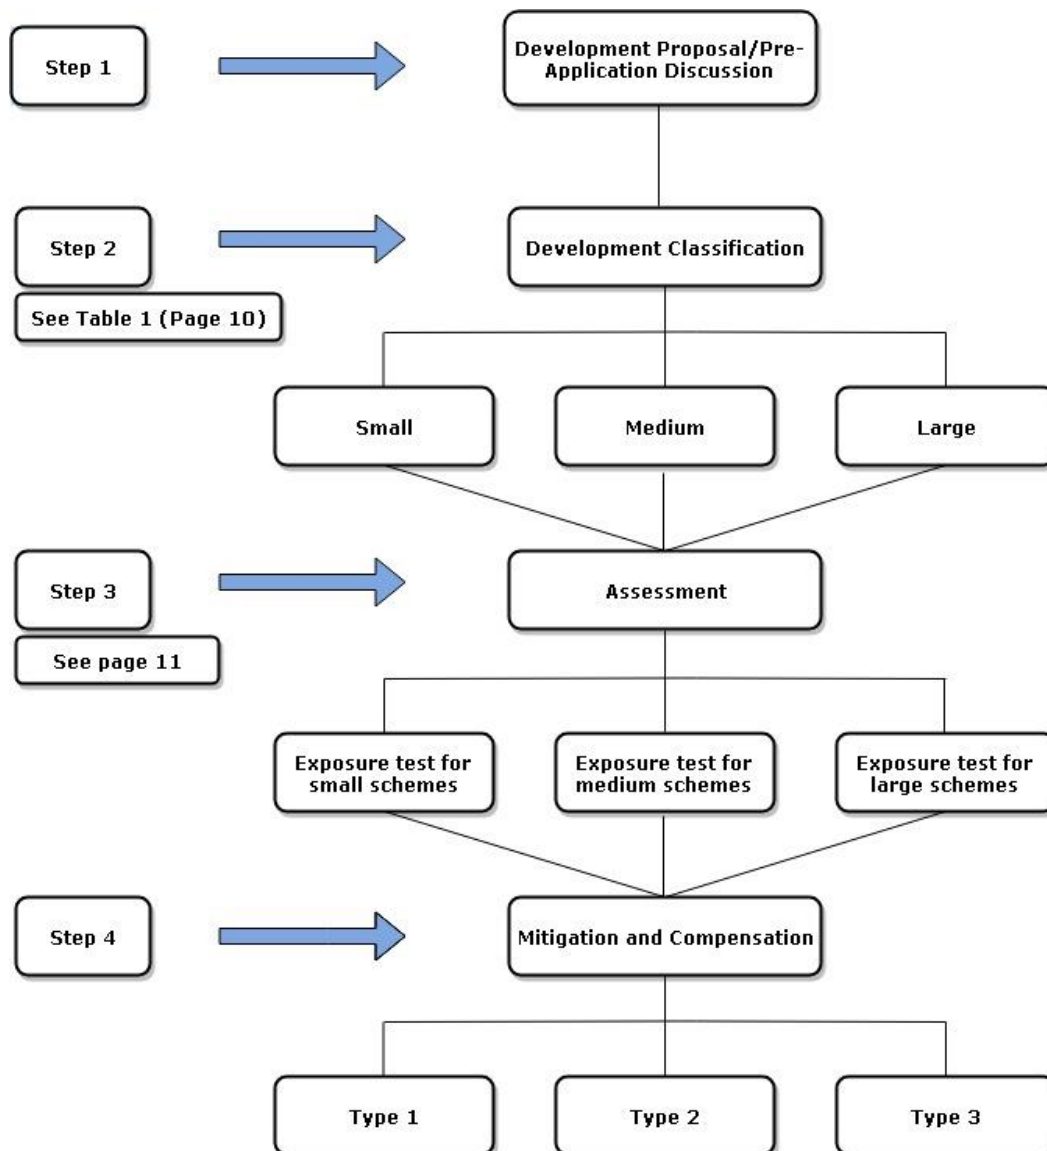 Step 1
Development Proposal/Pre-
Application Discussion
Step 2
Development Classification
See Table 1 (Page 10)
Small
Medium
Large
Step 3
Assessment
See page 11
Exposure test for
small schemes
Exposure test for
medium schemes
Exposure test for
large schemes
Step 4
Mitigation and Compensation
Type 1
Type 2
Type 3